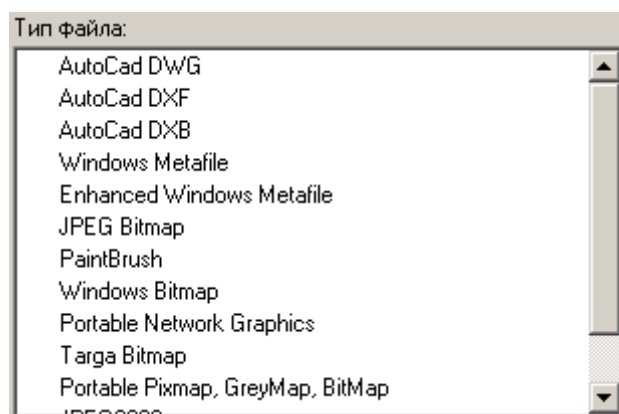 Тип файла:
AutoCad DWG
AutoCad DXF
AutoCad DXB
Windows Metafile
Enhanced Windows Metafile
JPEG Bitmap
PaintBrush
Windows Bitmap
Portable Network Graphics
Targa Bitmap
Portable Pixmap, GreyMap, BitMap